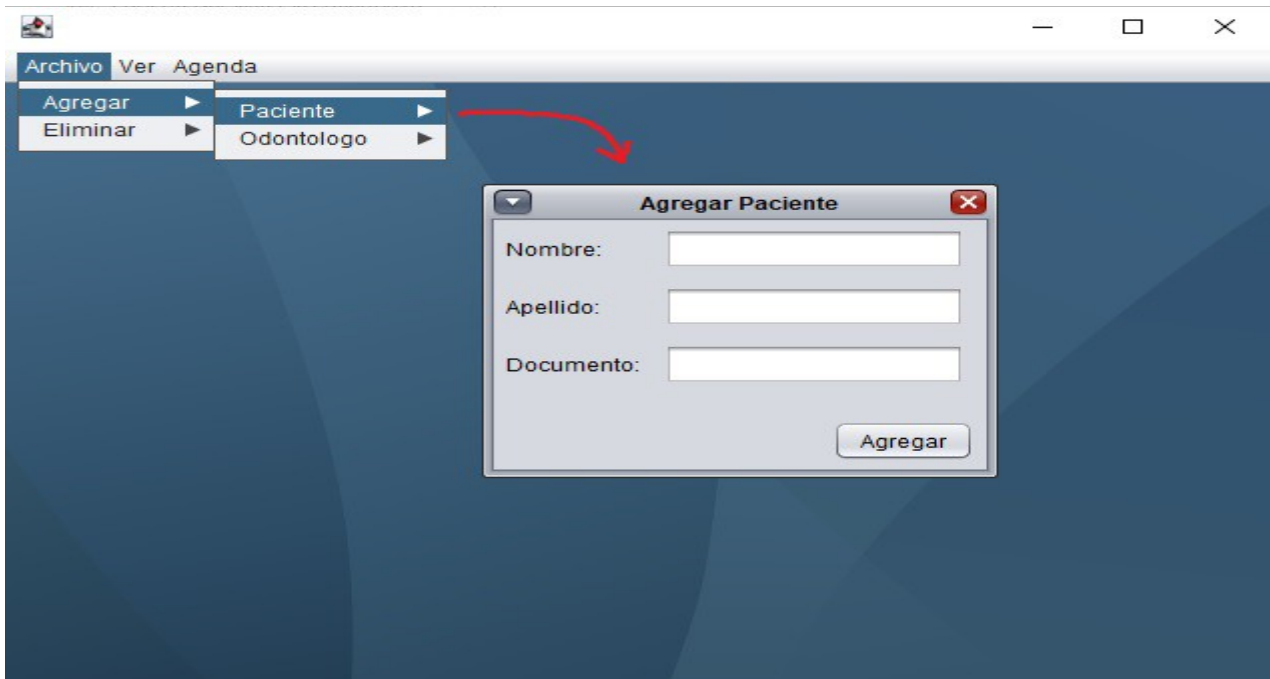 Archivo Ver Agenda
Agregar
Eliminar
Paciente
Odontologo
Agregar Paciente
Nombre:
Apellido:
Documento:
Agregar